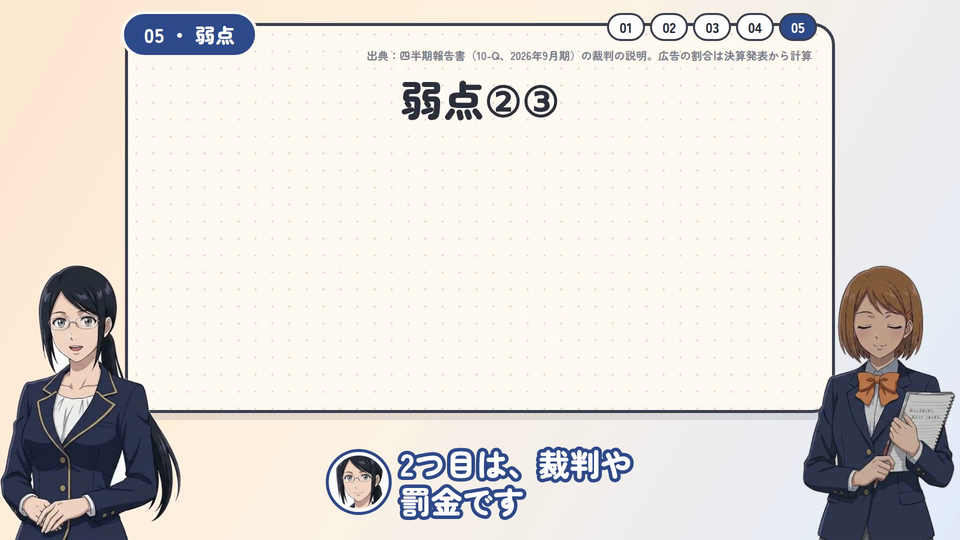 05 ・ 弱点
01 02 03 04 05
出典：四半期報告書（10-Q、2026年9月期）の裁判の説明。広告の割合は決算発表から計算
弱点②③
2つ目は、裁判や
罰金です